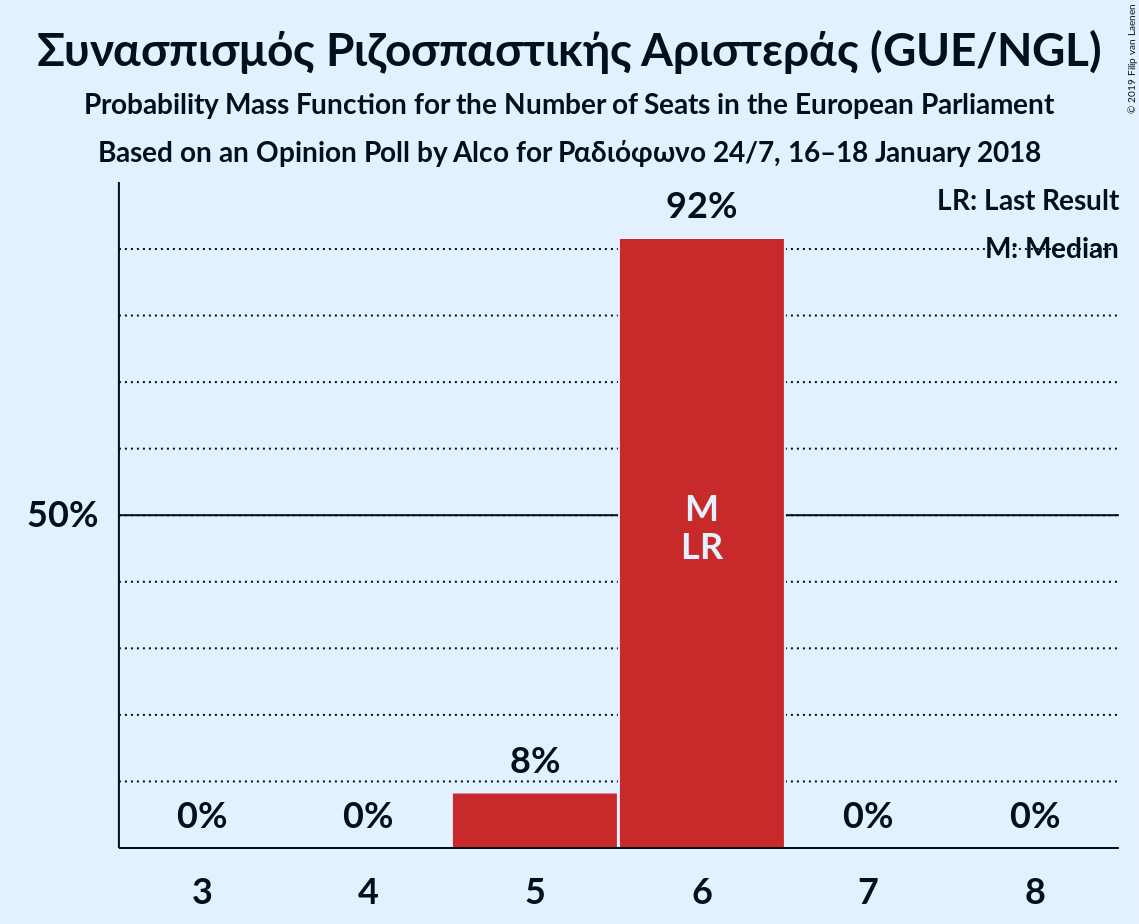 Συνασπισμός Ριζοσπαστικής Αριστεράς (GUE/NGL)
Probability Mass Function for the Number of Seats in the European Parliament
Based on an Opinion Poll by Alco for Ραδιόφωνο 24/7, 16–18 January 2018
© 2019 Filip van Laenen
LR: Last Result
M: Median
92%
50%
M
LR
8%
0% 0% 0% 0%
3 4 5 6 7 8